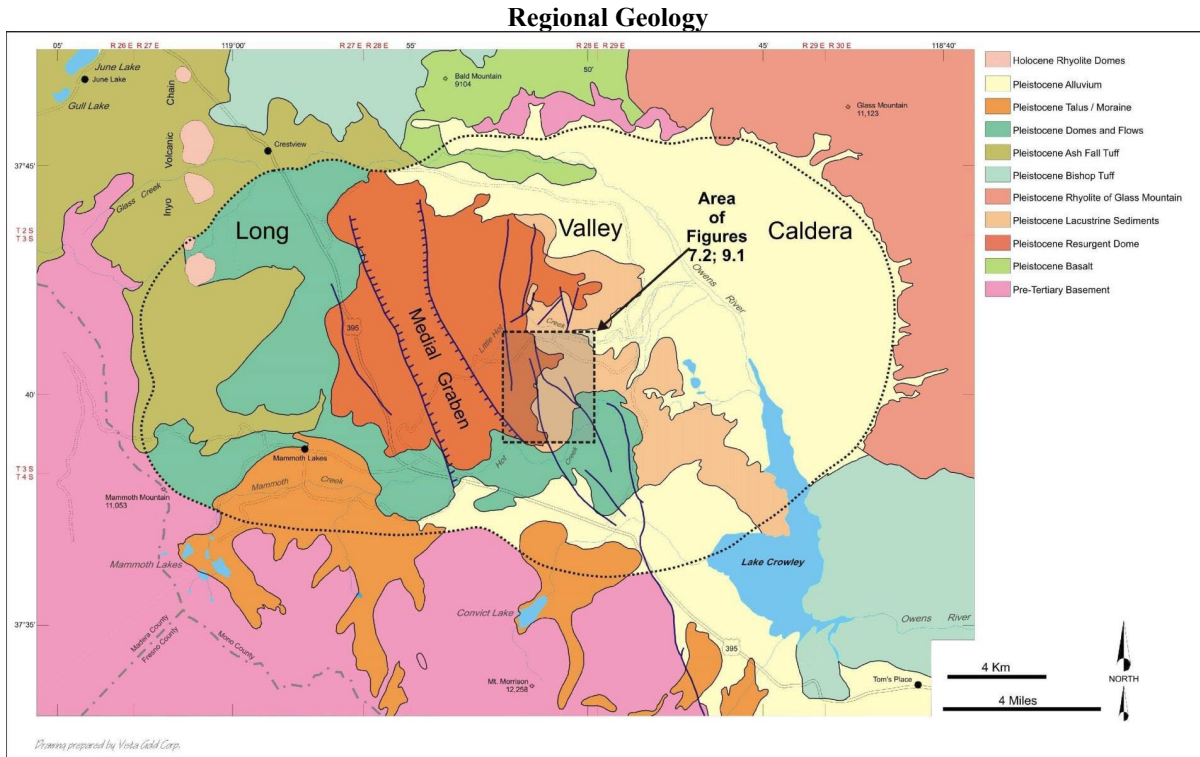 Regional Geology
05'
R 26 E R 27 E
119°00'
R 27 E R 28 E
55'
50'
R 28 E R 29 E
45'
R 29 E R 30 E
118°40'
June Lake
June Lake
Gull Lake
Chain
Volcanic
Inyo
Glass Creek
Crestview
Bald Mountain
9104
Glass Mountain
11,123
37°45'
T 2 S
T 3 S
Long
Valley
Caldera
Area
of
Figures
7.2; 9.1
Owens
River
395
Medial Graben
Little Hot
Creek
40'
Hot
Creek
T 3 S
T 4 S
Mammoth Lakes
Mammoth Creek
Mammoth Mountain
11,053
Mammoth Lakes
Lake Crowley
Convict Lake
37°35'
Madera County
Fresno County
Mono County
Owens
River
395
Mt. Morrison
12,258
Tom's Place
Holocene Rhyolite Domes
Pleistocene Alluvium
Pleistocene Talus / Moraine
Pleistocene Domes and Flows
Pleistocene Ash Fall Tuff
Pleistocene Bishop Tuff
Pleistocene Rhyolite of Glass Mountain
Pleistocene Lacustrine Sediments
Pleistocene Resurgent Dome
Pleistocene Basalt
Pre-Tertiary Basement
4 Km
4 Miles
NORTH
Drawing prepared by Vista Gold Corp.